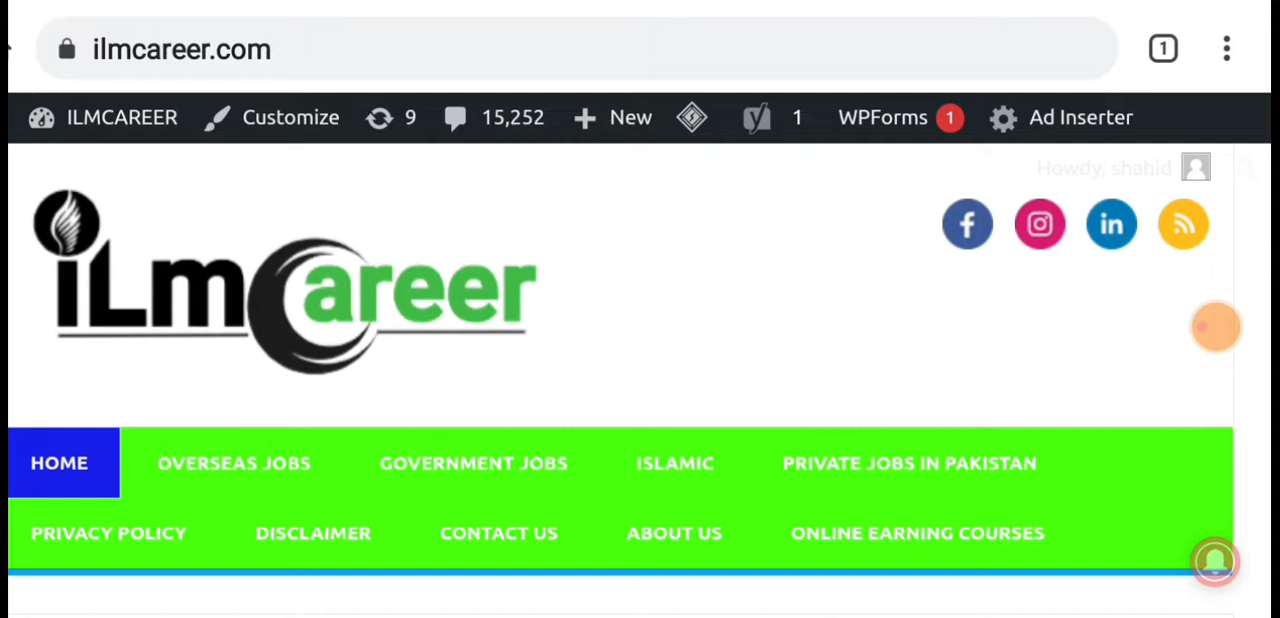 ilmcareer.com
1
ILMCAREER Customize 9 15,252 New 1 WPForms 1 Ad Inserter
Howdy, shahid
iLmCareer
HOME OVERSEAS JOBS GOVERNMENT JOBS ISLAMIC PRIVATE JOBS IN PAKISTAN
PRIVACY POLICY DISCLAIMER CONTACT US ABOUT US ONLINE EARNING COURSES